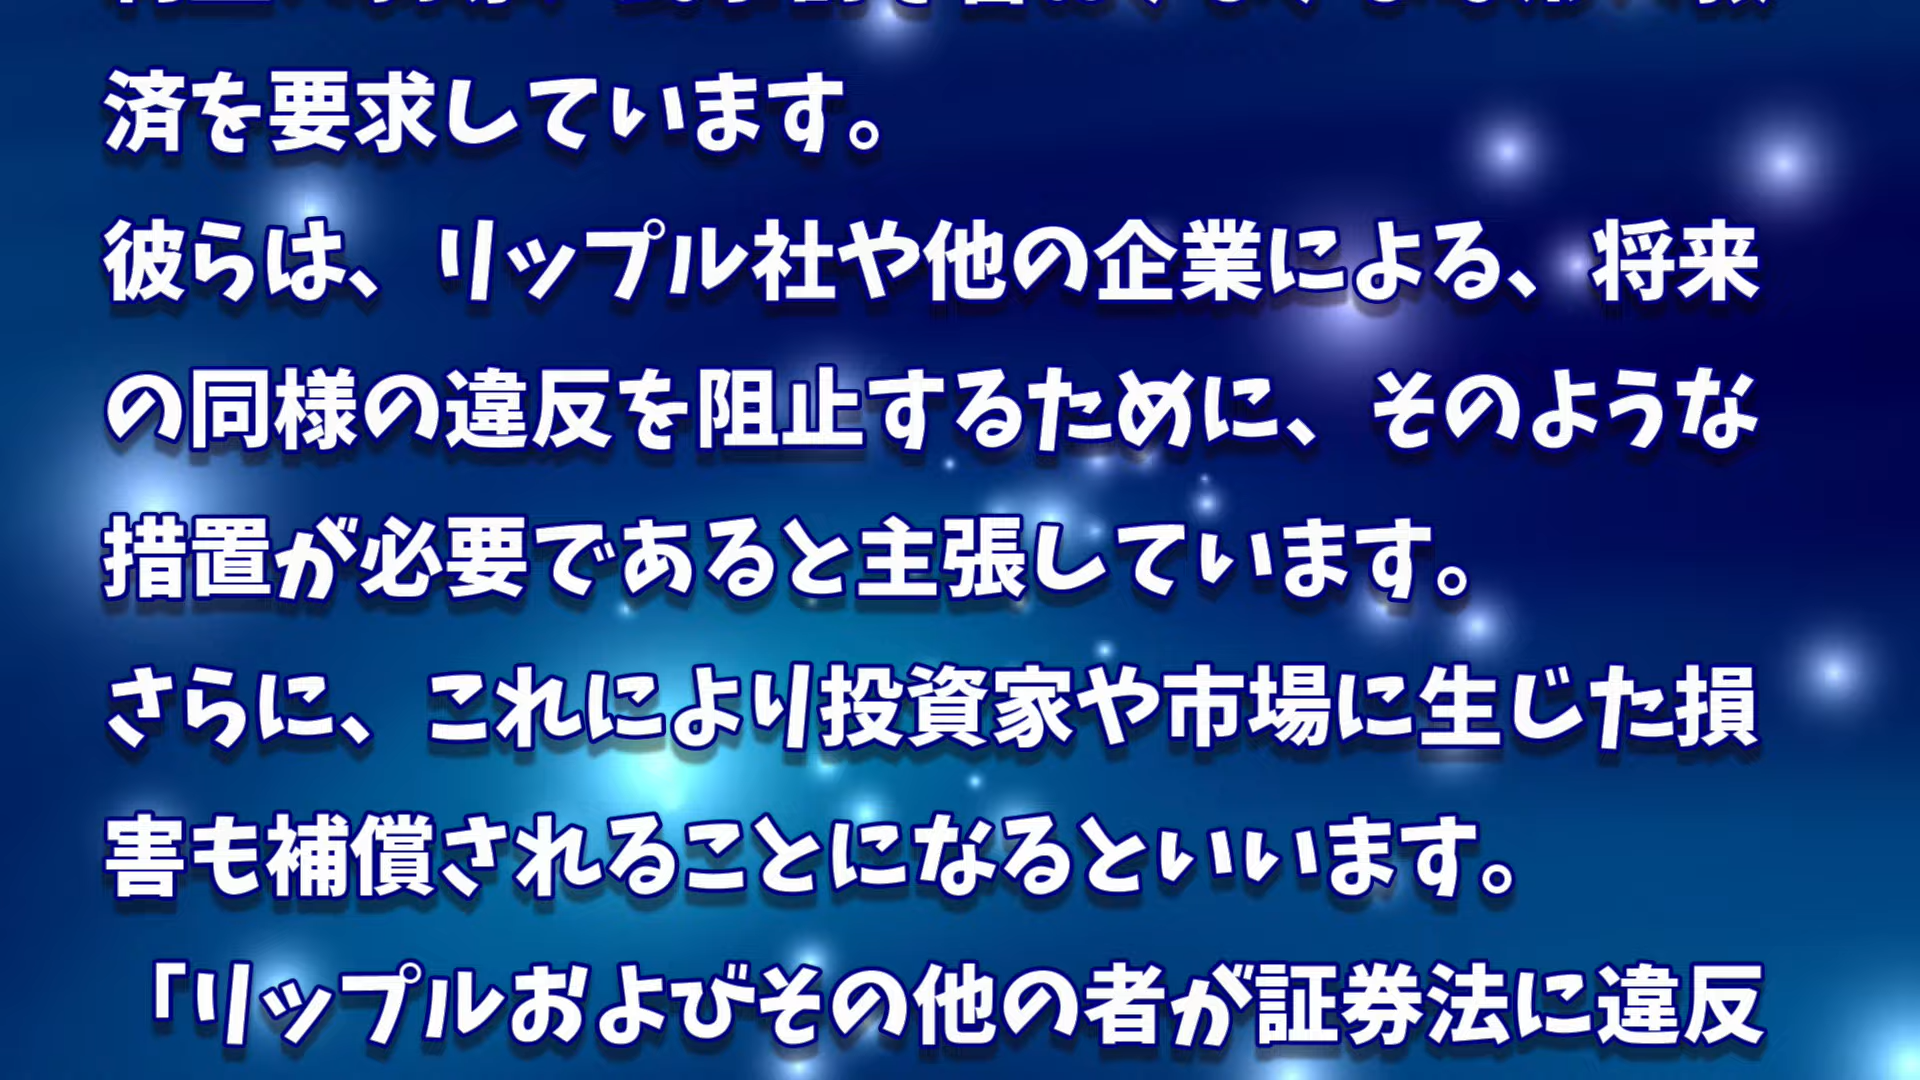 済を要求しています。
彼らは、リップル社や他の企業による、将来
の同様の違反を阻止するために、そのような
措置が必要であると主張しています。
さらに、これにより投資家や市場に生じた損
害も補償されることになるといいます。
「リップルおよびその他の者が証券法に違反